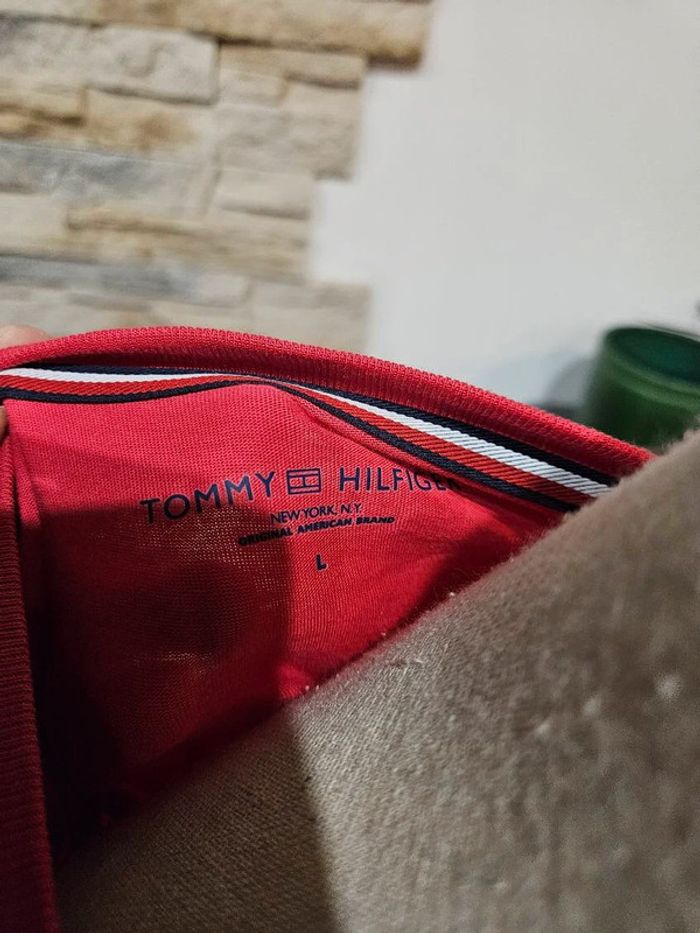 TOMMY HILFIGER
NEW YORK, N.Y.
ORIGINAL AMERICAN BRAND
L